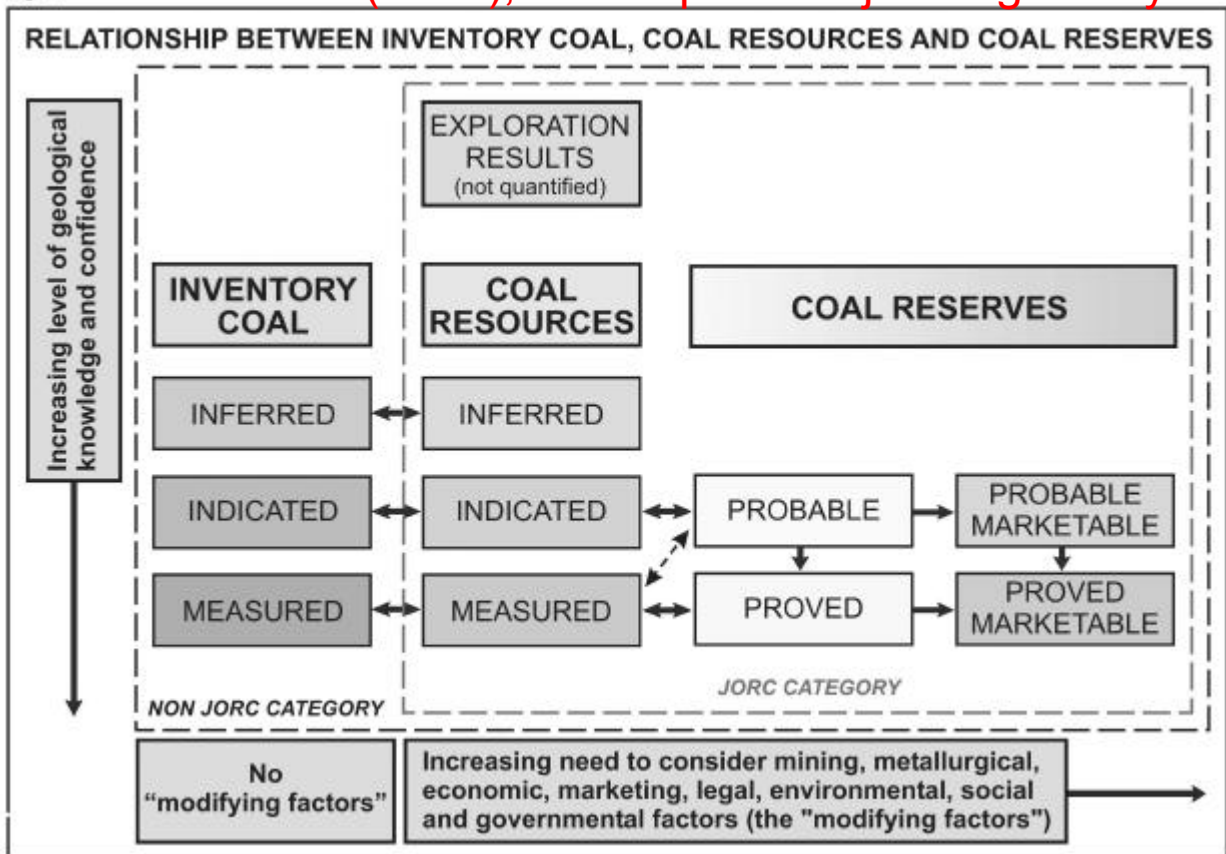 RELATIONSHIP BETWEEN INVENTORY COAL, COAL RESOURCES AND COAL RESERVES
Increasing level of geological
knowledge and confidence
EXPLORATION
RESULTS
(not quantified)
INVENTORY
COAL
COAL
RESOURCES
COAL RESERVES
INFERRED
INFERRED
INDICATED
INDICATED
PROBABLE
PROBABLE
MARKETABLE
MEASURED
MEASURED
PROVED
PROVED
MARKETABLE
JORC CATEGORY
NON JORC CATEGORY
No
“modifying factors”
Increasing need to consider mining, metallurgical,
economic, marketing, legal, environmental, social
and governmental factors (the "modifying factors")